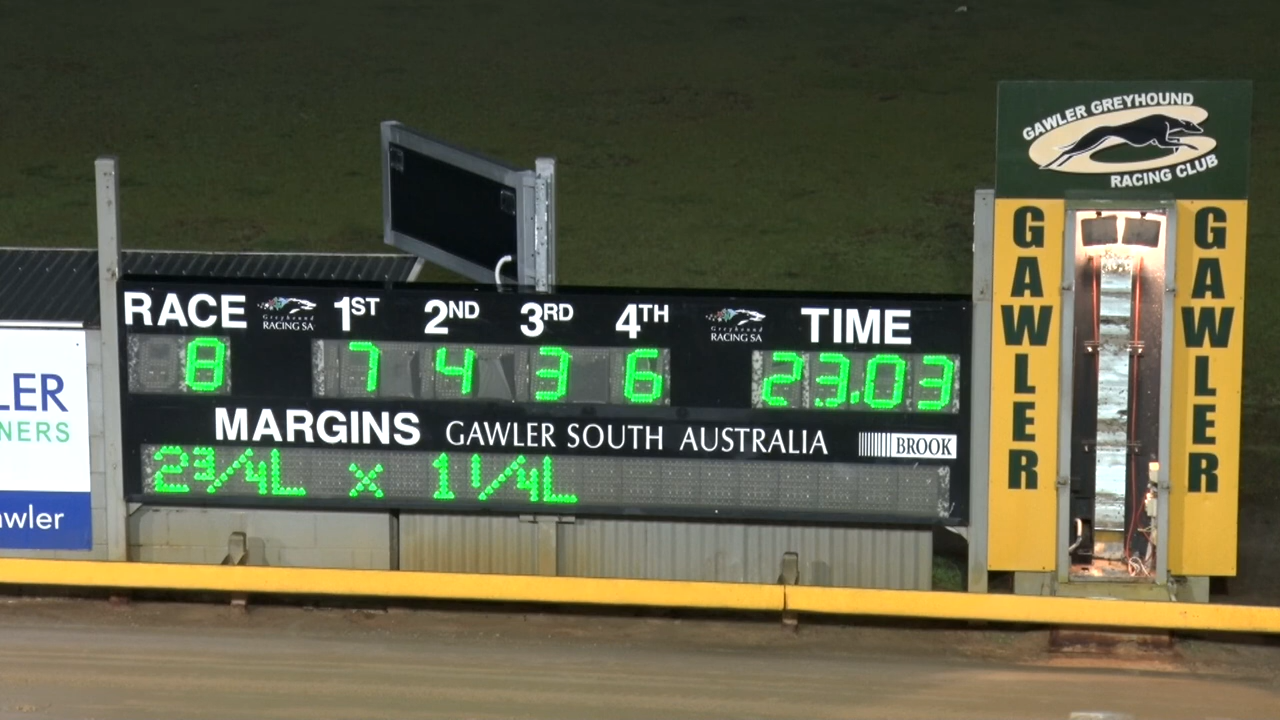 GAWLER GREYHOUND
RACING CLUB
GAWLER
GAWLER
RACE
Greyhound
RACING SA
1ST 2ND 3RD 4TH
Greyhound
RACING SA
TIME
8 7 4 3 6 23.03
MARGINS GAWLER SOUTH AUSTRALIA BROOK
2¾L x 1¼L
LER
NERS
awler